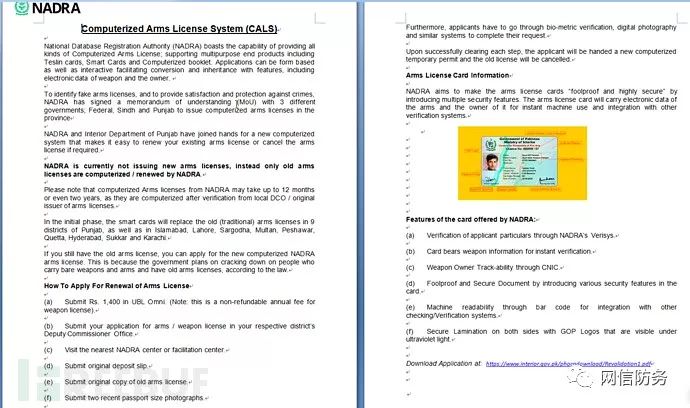 NADRA
Computerized Arms License System (CALS)
National Database Registration Authority (NADRA) boasts the capability of providing all
kinds of Computerized Arms License; supporting multipurpose end products including
Teslin cards, Smart Cards and Computerized booklet. Applications can be form based
as well as interactive facilitating conversion and inheritance with features, including
electronic data of weapon and the owner.
To identify fake arms licenses, and to provide satisfaction and protection against crimes,
NADRA has signed a memorandum of understanding (MoU) with 3 different
governments; Federal, Sindh and Punjab to issue computerized arms licenses in the
province
NADRA and Interior Department of Punjab have joined hands for a new computerized
system that makes it easy to renew your existing arms license or cancel the arms
license if required.
NADRA is currently not issuing new arms licenses, instead only old arms
licenses are computerized / renewed by NADRA
Please note that computerized Arms licenses from NADRA may take up to 12 months
or even two years, as they are computerized after verification from local DCO / original
issuer of arms licenses.
In the initial phase, the smart cards will replace the old (traditional) arms licenses in 9
districts of Punjab, as well as in Islamabad, Lahore, Sargodha, Multan, Peshawar,
Quetta, Hyderabad, Sukkar and Karachi.
If you still have the old arms license, you can apply for the new computerized NADRA
arms license. This is because the government plans on cracking down on people who
carry weapons and arms and have old arms licenses, according to the law.
How To Apply For Renewal of Arms License
(a) Submit Rs. 1,400 in UBL Omni. (Note: this is a non-refundable annual fee for
weapon license).
(b) Submit your application for arms / weapon license in your respective district's
Deputy Commissioner Office.
(c) Visit the nearest NADRA center or facilitation center.
(d) Submit original deposit slip.
(e) Submit original copy of old arms license.
(f) Submit two recent passport size photographs
Furthermore, applicants have to go through bio-metric verification, digital photography
and similar systems to complete their request.
Upon successfully clearing each step, the applicant will be handed a new computerized
temporary permit and the old license will be cancelled.
Arms License Card Information
NADRA aims to make the arms license cards "foolproof and highly secure" by
introducing multiple security features. The arms license card will carry electronic data of
the arms and the owner of it for instant machine use and integration with other
verification systems.
Government of Pakistan
Ministry of Interior
Features of the card offered by NADRA:-
(a) Verification of applicant particulars through NADRA's Verisys.
(b) Card bears weapon information for instant verification.
(c) Weapon Owner Track-ability through CNIC.
(d) Foolproof and Secure Document by introducing various security features in the
card.
(e) Machine readability through bar code for integration with other
checking/Verification systems.
(f) Secure Lamination on both sides with GOP Logos that are visible under
ultraviolet light.
Download Application at: https://www.interior.gov.pk/phocadownload/Revalidation1.pdf
REEBUF
网信防务